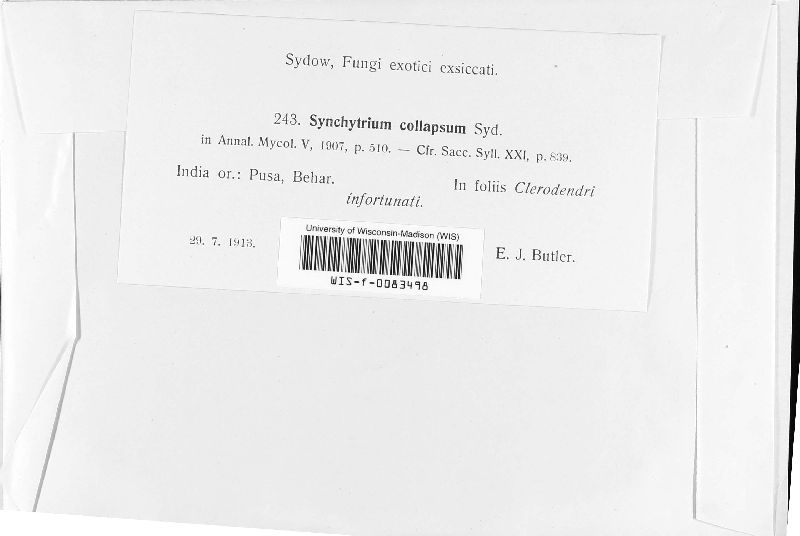 Sydow, Fungi exotici exsiccati.
243. Synchytrium collapsum Syd.
in Annal. Mycol. V, 1907, p. 510. — Cfr. Sacc. Syll. XXI, p. 839.
India or.: Pusa, Behar. In foliis Clerodendri
infortunati.
29. 7. 1913. E. J. Butler.
University of Wisconsin-Madison (WIS)
WIS-f-0083498